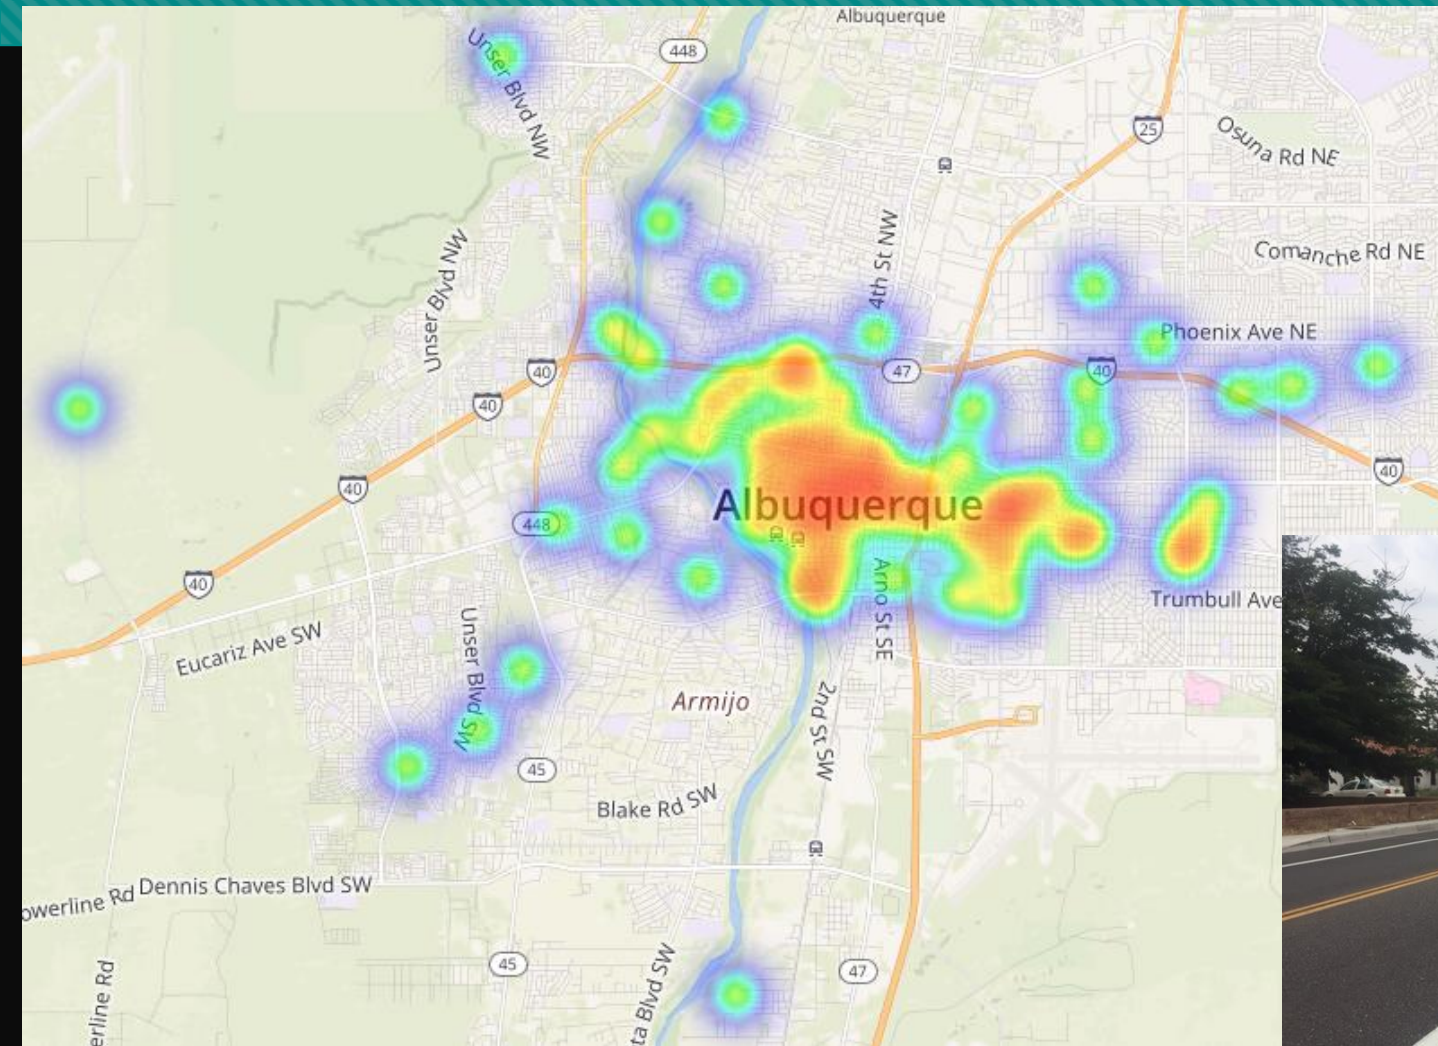 Albuquerque
Unser Blvd NW
448
25
Osuna Rd NE
4th St NW
Comanche Rd NE
Unser Blvd NW
Phoenix Ave NE
40
47
40
40
40
40
Albuquerque
448
40
Arno St SE
Trumbull Ave
Eucariz Ave SW
Unser Blvd SW
Armijo
2nd St SW
45
Blake Rd SW
owerline Rd
Dennis Chaves Blvd SW
45
47
ta Blvd SW
erline Rd